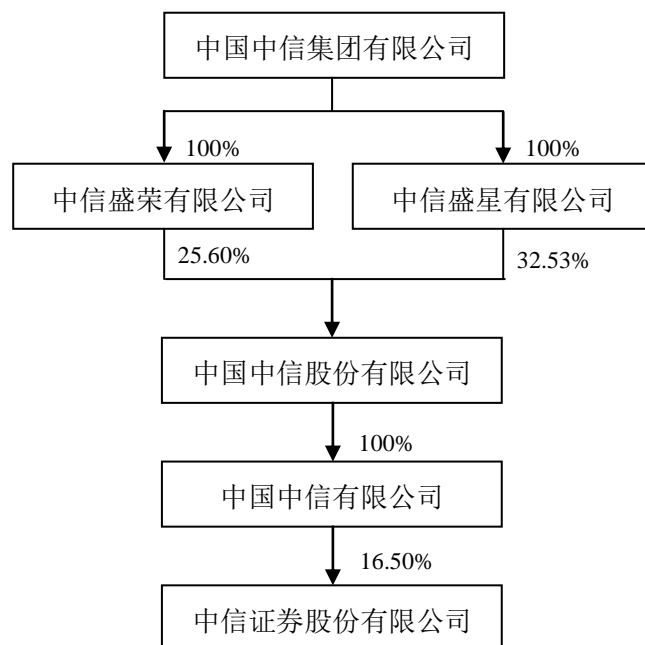 中国中信集团有限公司
100%
100%
中信盛荣有限公司
中信盛星有限公司
25.60%
32.53%
中国中信股份有限公司
100%
中国中信有限公司
16.50%
中信证券股份有限公司